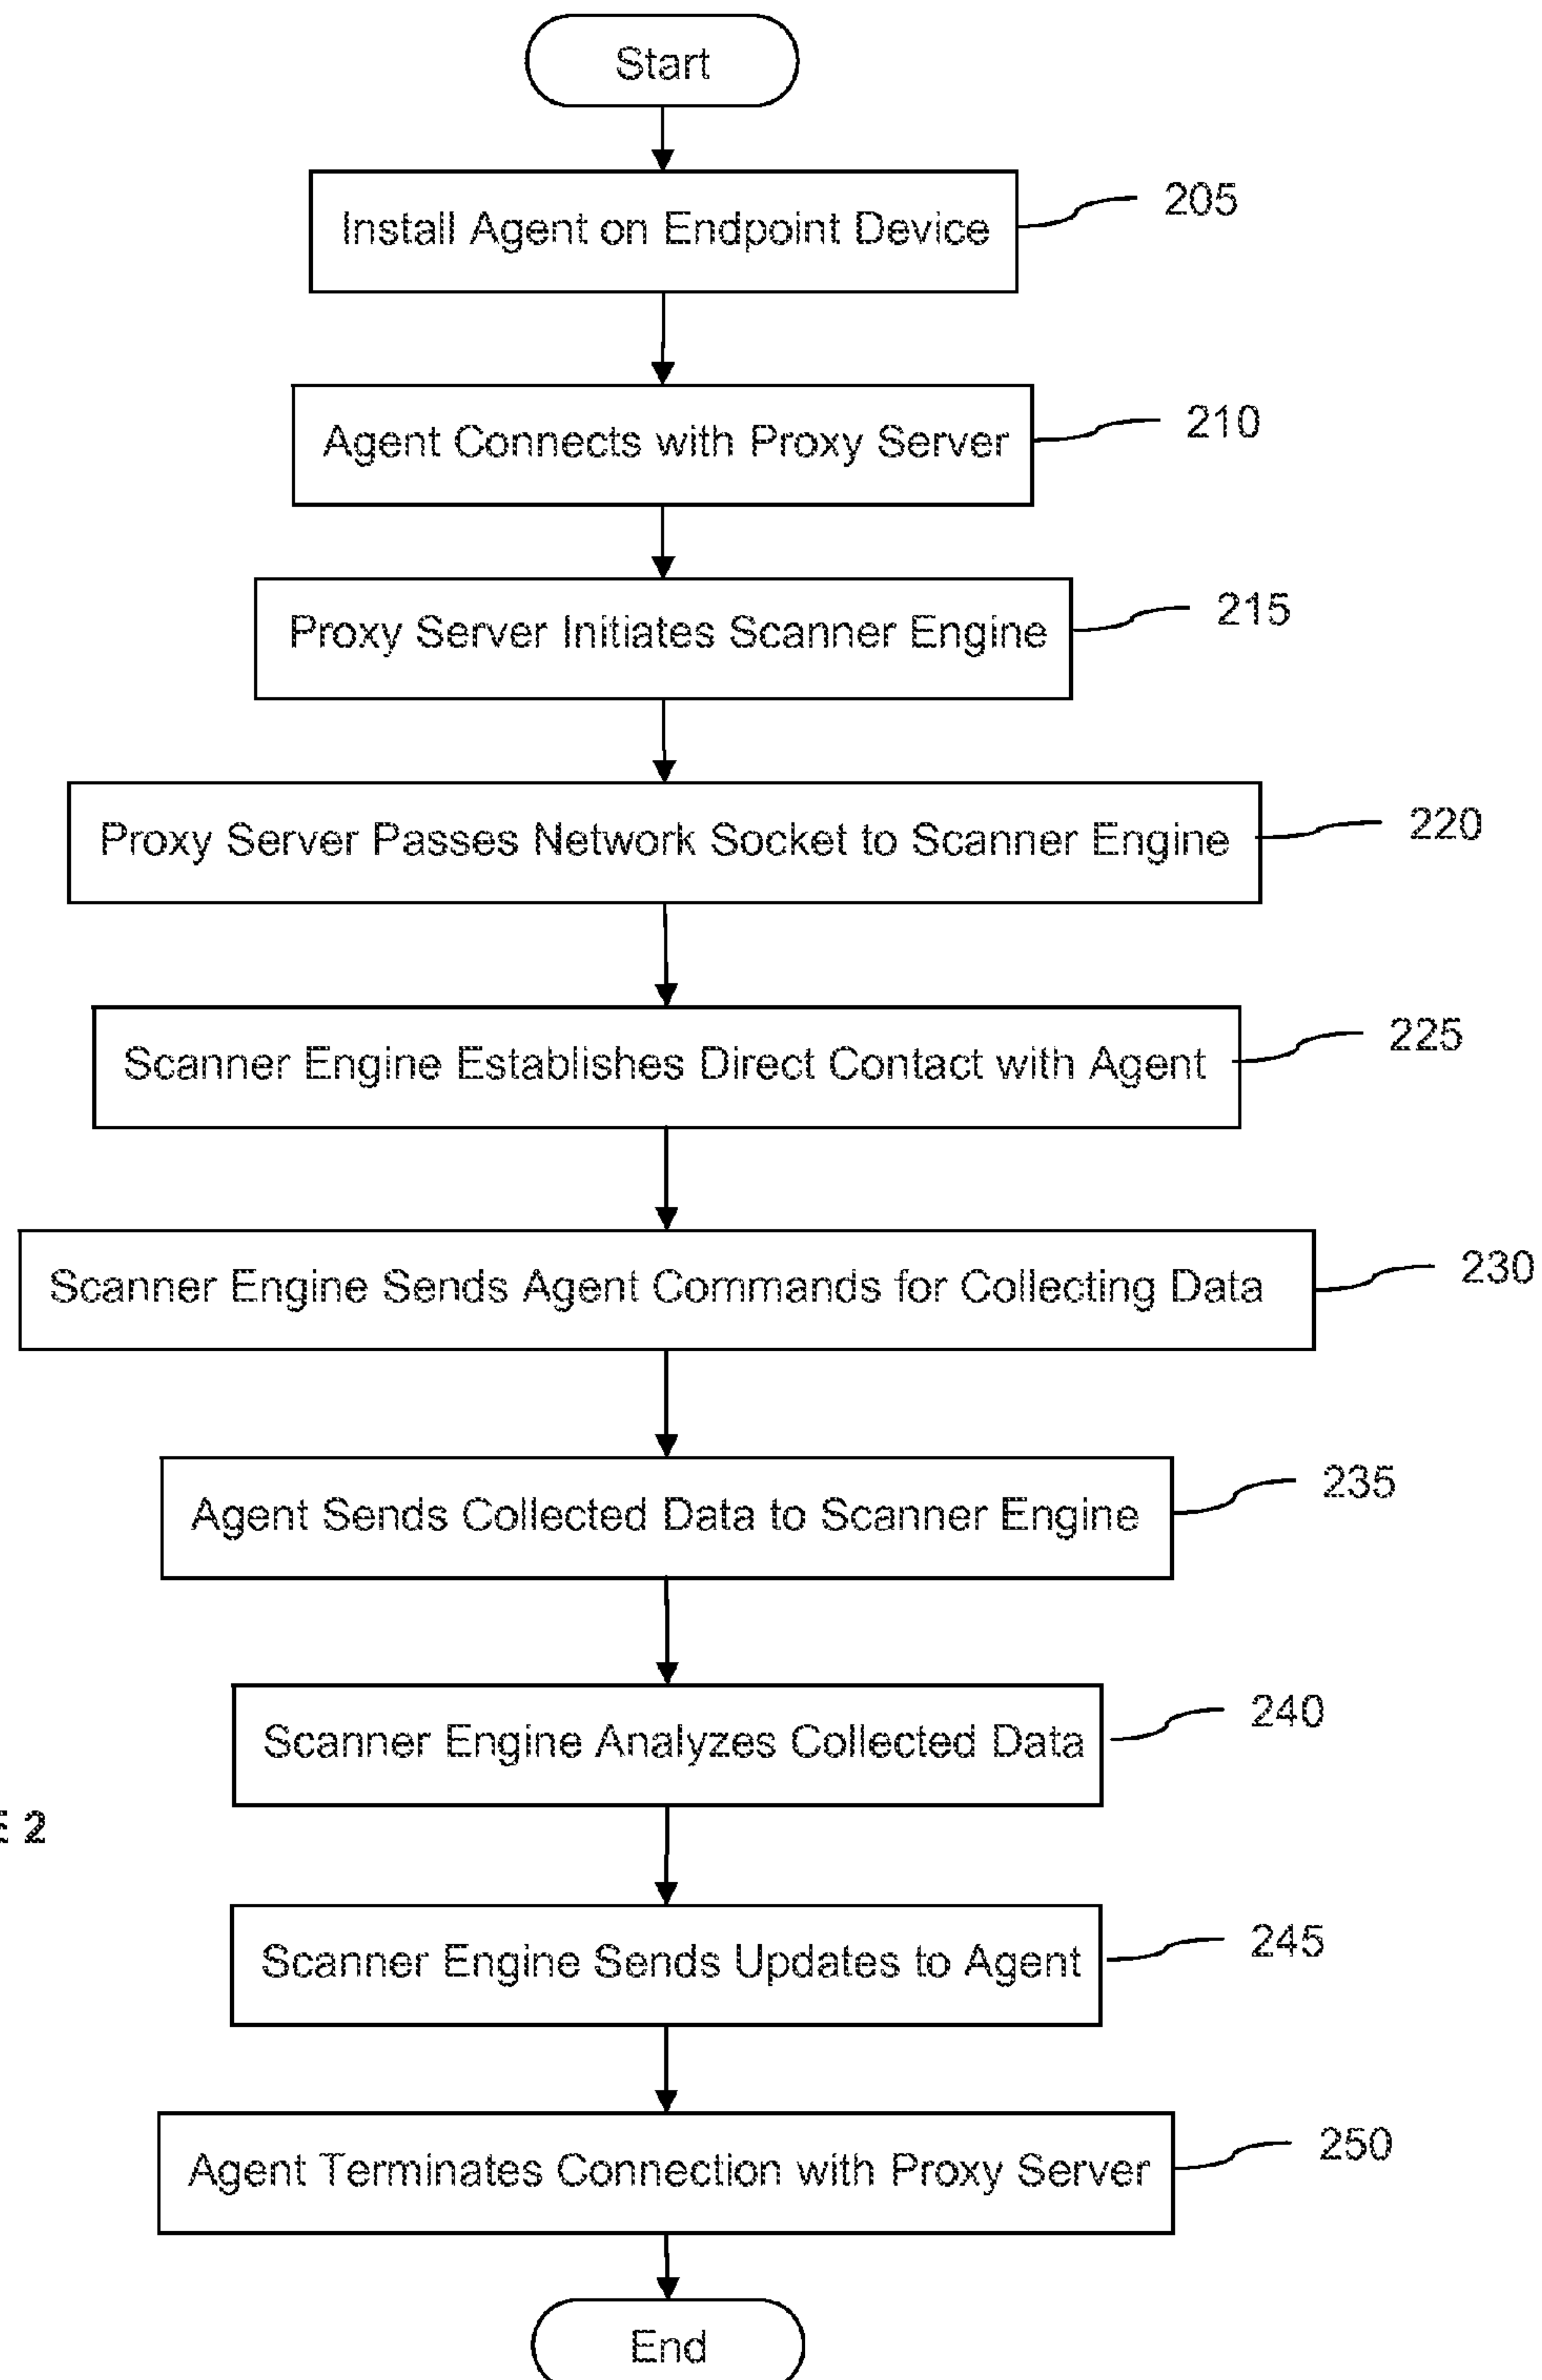 Start
Install Agent on Endpoint Device
205
Agent Connects with Proxy Server
210
Proxy Server Initiates Scanner Engine
215
Proxy Server Passes Network Socket to Scanner Engine
220
Scanner Engine Establishes Direct Contact with Agent
225
Scanner Engine Sends Agent Commands for Collecting Data
230
Agent Sends Collected Data to Scanner Engine
235
Scanner Engine Analyzes Collected Data
240
E 2
Scanner Engine Sends Updates to Agent
245
Agent Terminates Connection with Proxy Server
250
End